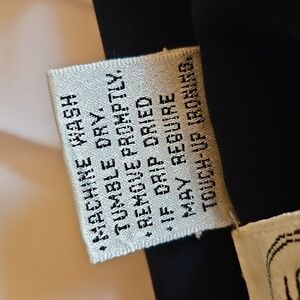 •MACHINE WASH
TUMBLE DRY.
•REMOVE PROMPTLY.
•IF DRIP DRIED
MAY REQUIRE
TOUCH-UP IRONING.